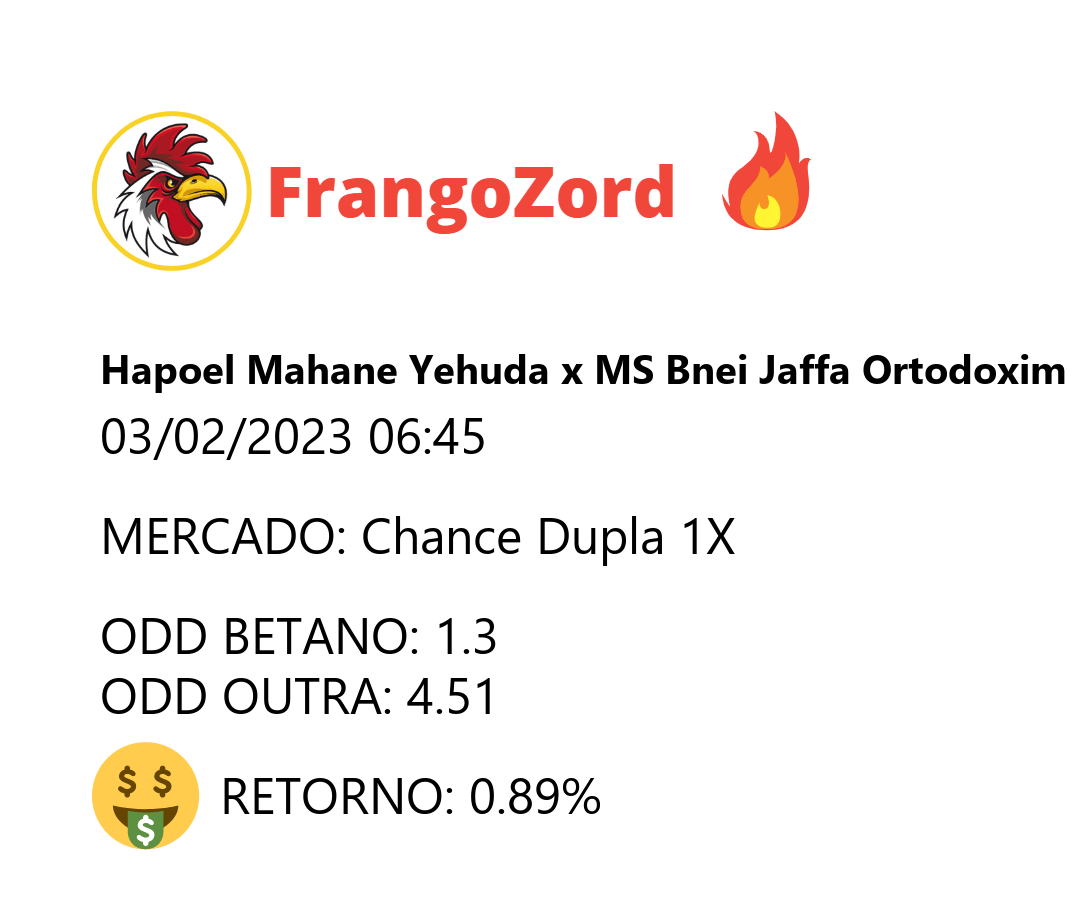 FrangoZord
Hapoel Mahane Yehuda x MS Bnei Jaffa Ortodoxim
03/02/2023 06:45
MERCADO: Chance Dupla 1X
ODD BETANO: 1.3
ODD OUTRA: 4.51
RETORNO: 0.89%